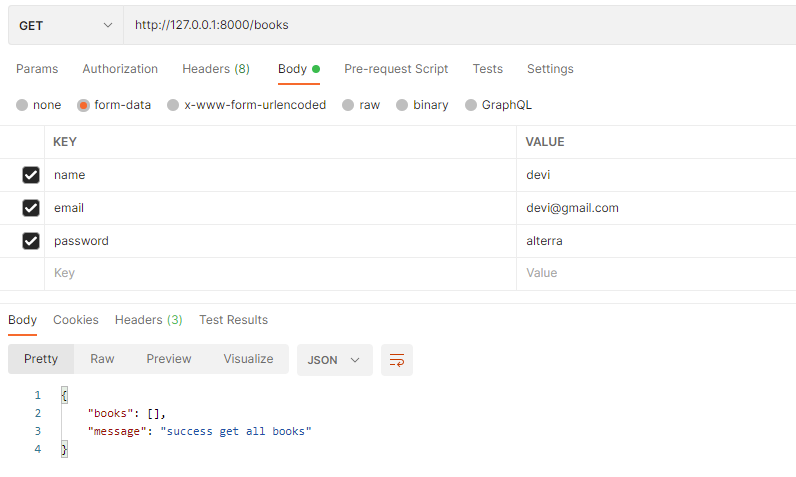 GET http://127.0.0.1:8000/books
Params Authorization Headers (8) Body Pre-request Script Tests Settings
none form-data x-www-form-urlencoded raw binary GraphQL
KEY VALUE
name devi
email devi@gmail.com
password alterra
Key Value
Body Cookies Headers (3) Test Results
Pretty Raw Preview Visualize JSON
1 {
2 "books": [],
3 "message": "success get all books"
4 }